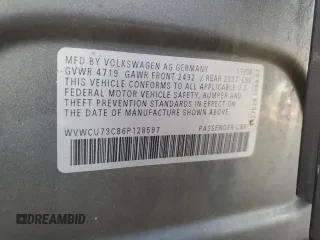 MFD BY VOLKSWAGEN AG GERMANY
GVWR 4719 GAWR FRONT 2492 / REAR 2337 LBS
THIS VEHICLE CONFORMS TO ALL APPLICABLE U.S.
FEDERAL MOTOR VEHICLE SAFETY, BUMPER AND
THEFT PREVENTION STANDARDS IN EFFECT ON
THE DATE OF MANUFACTURE SHOWN ABOVE.
WVWCU73C86P128597 PASSENGER CAR
DREAMBID